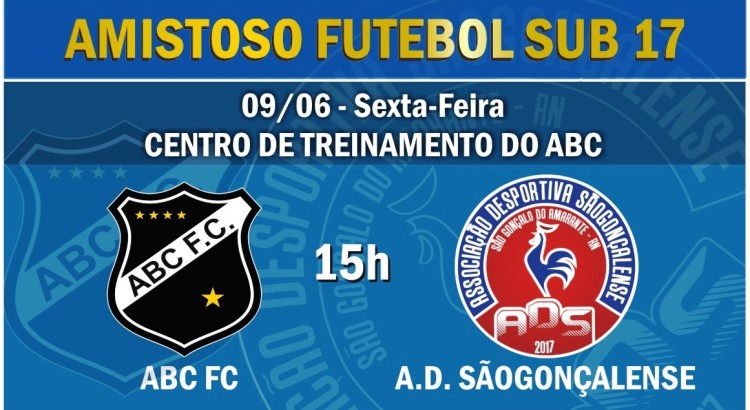 AMISTOSO FUTEBOL SUB 17
09/06 - Sexta-Feira
CENTRO DE TREINAMENTO DO ABC
ABC F.C.
15h
ASSOCIAÇÃO DESPORTIVA SÃOGONÇALENSE
SÃO GONÇALO DO AMARANTE - RN
ADS
2017
ABC FC
A.D. SÃOGONÇALENSE